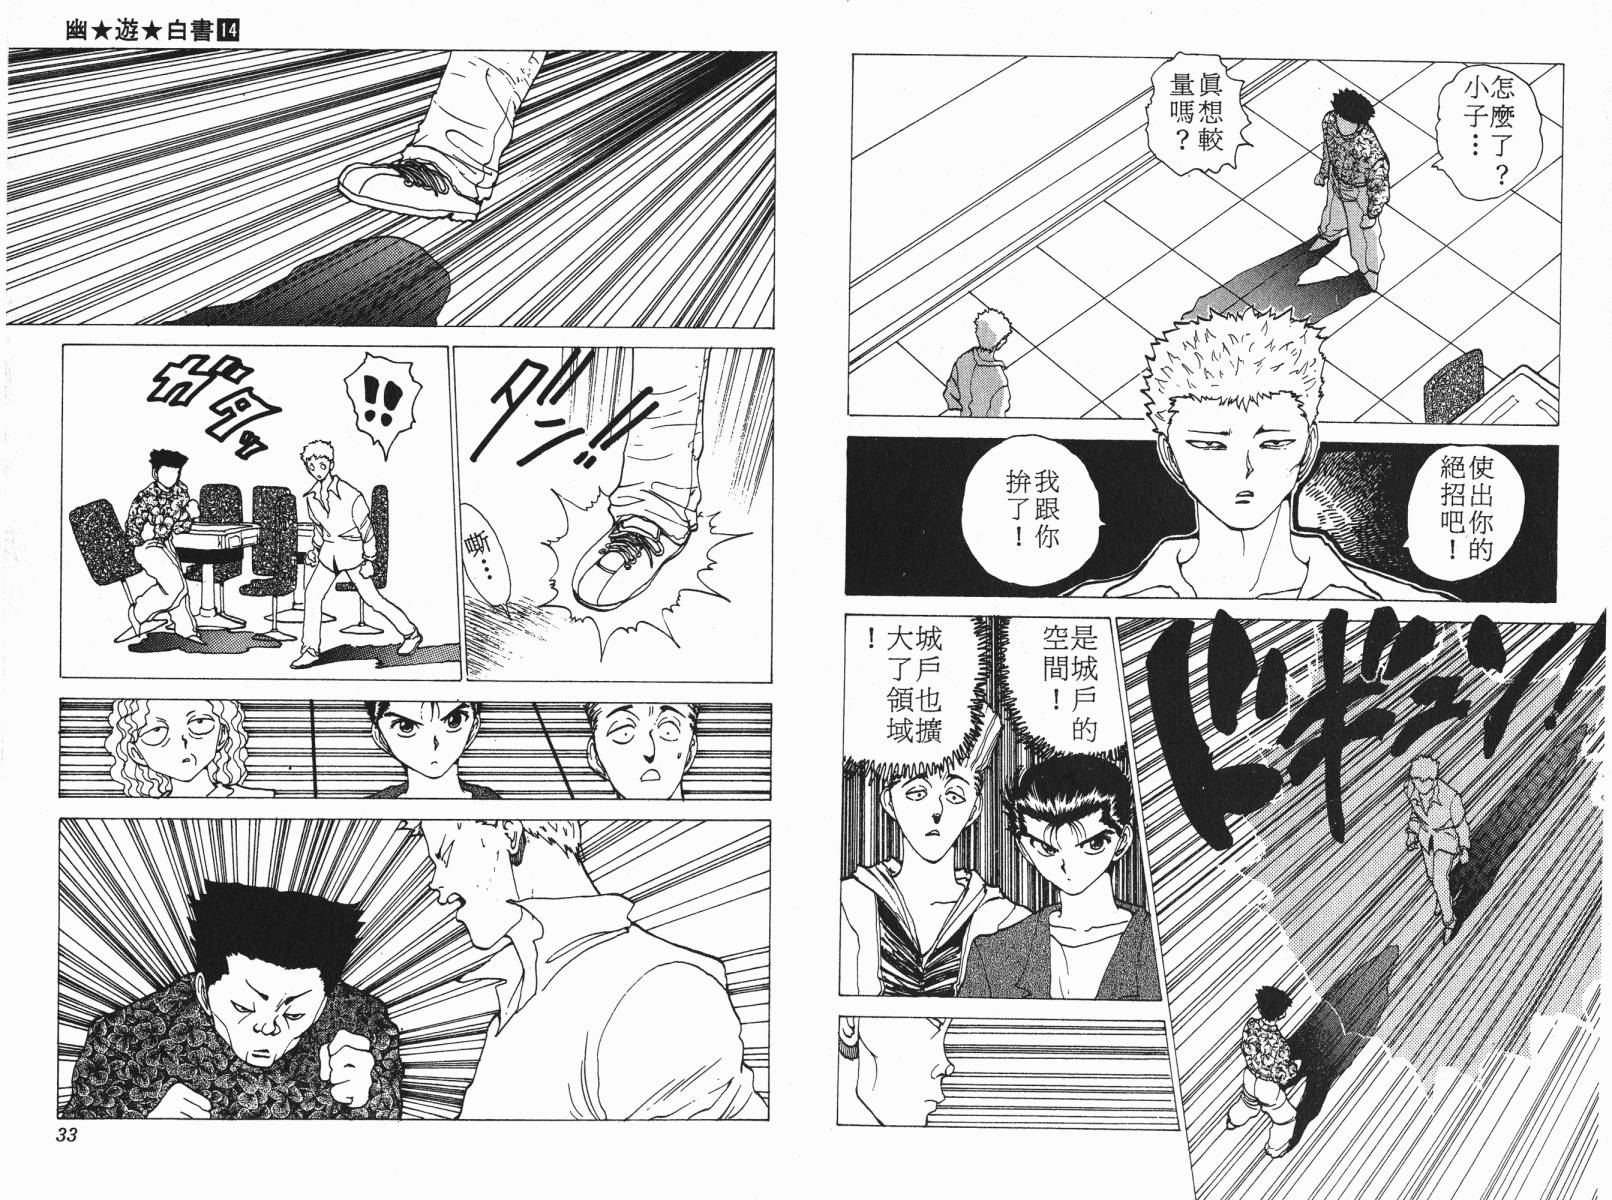 怎麼了？
小子…
眞想較
量嗎？
使出你的
絕招吧！
我跟你
拚了！
ドギュン!!
是城戶的
空間！
城戶也擴
大了領域
！
幽★遊★白書14
ダン!!
嘶…
!!
ガタッ
33